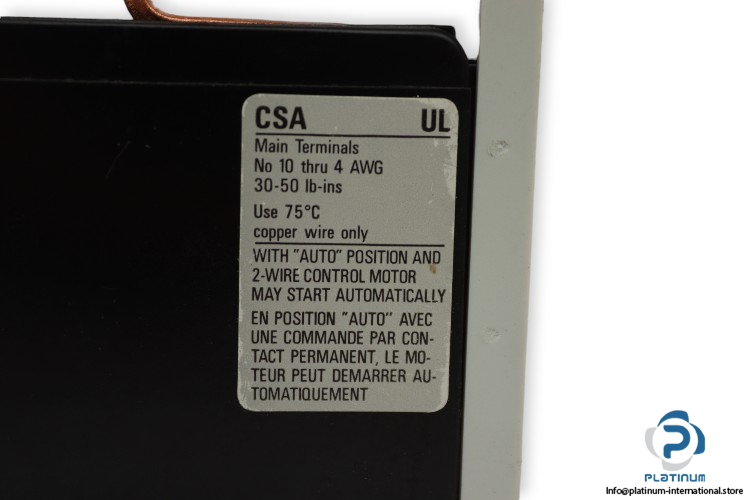 CSA UL
Main Terminals
No 10 thru 4 AWG
30-50 lb-ins
Use 75°C
copper wire only
WITH "AUTO" POSITION AND
2-WIRE CONTROL MOTOR
MAY START AUTOMATICALLY
EN POSITION "AUTO" AVEC
UNE COMMANDE PAR CON-
TACT PERMANENT, LE MO-
TEUR PEUT DEMARRER AU-
TOMATIQUEMENT
PLATINUM
Info@platinum-international.store